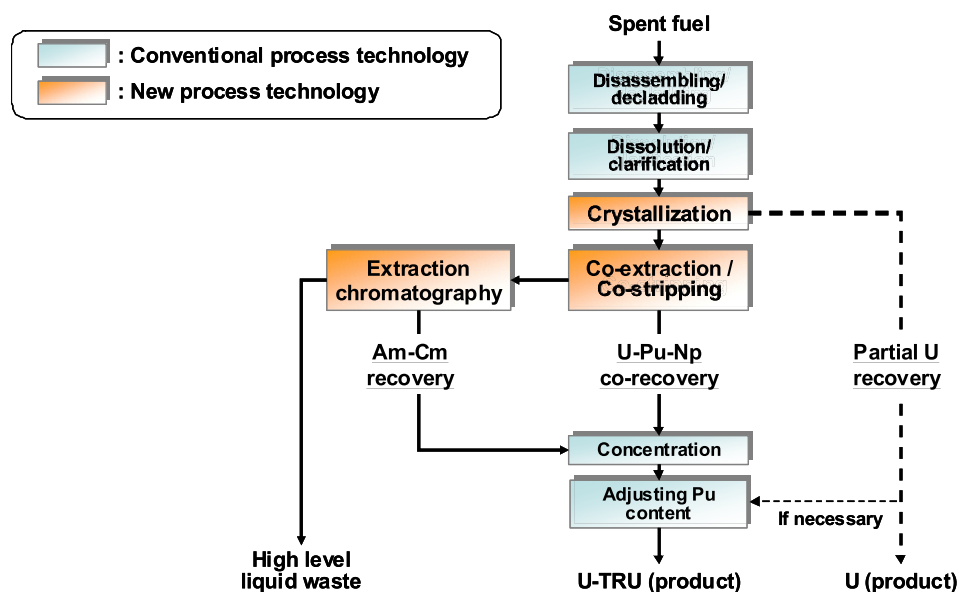 : Conventional process technology
: New process technology
Spent fuel
Disassembling/
decladding
Dissolution/
clarification
Crystallization
Extraction
chromatography
Co-extraction /
Co-stripping
Am-Cm
recovery
U-Pu-Np
co-recovery
Partial U
recovery
Concentration
Adjusting Pu
content
If necessary
High level
liquid waste
U-TRU (product)
U (product)